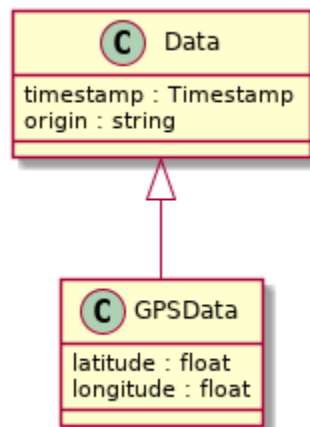 C Data
timestamp : Timestamp
origin : string
C GPSData
latitude : float
longitude : float